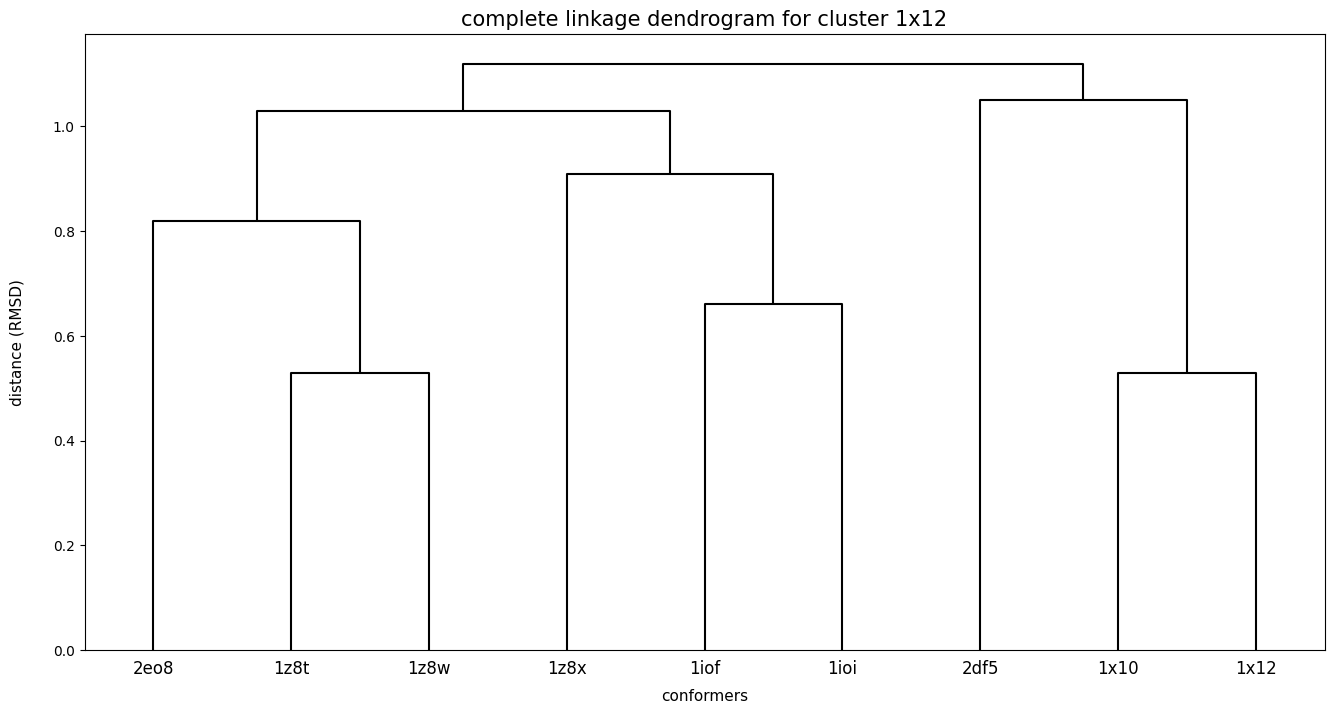 complete linkage dendrogram for cluster 1x12
1.0
0.8
0.6
0.4
0.2
0.0
distance (RMSD)
2eo8 1z8t 1z8w 1z8x 1iof 1ioi 2df5 1x10 1x12
conformers